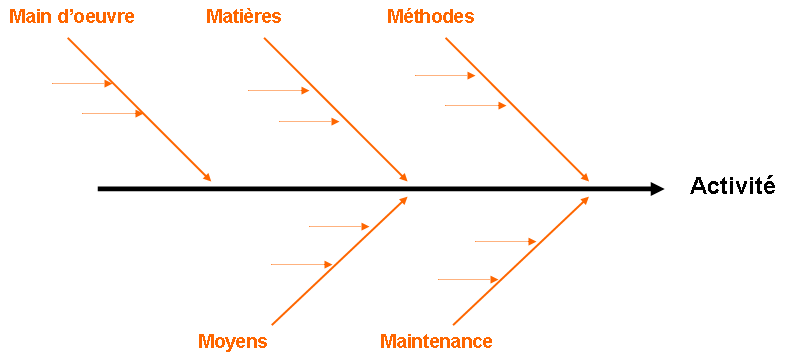 Main d'oeuvre
Matières
Méthodes
Activité
Moyens
Maintenance